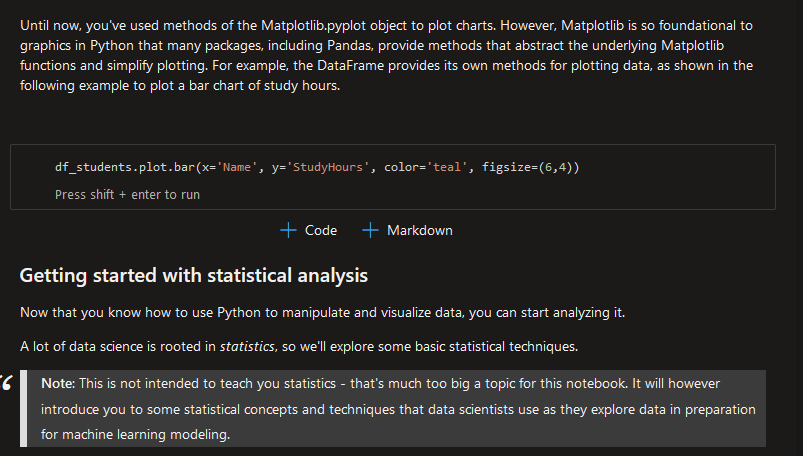 Until now, you've used methods of the Matplotlib.pyplot object to plot charts. However, Matplotlib is so foundational to
graphics in Python that many packages, including Pandas, provide methods that abstract the underlying Matplotlib
functions and simplify plotting. For example, the DataFrame provides its own methods for plotting data, as shown in the
following example to plot a bar chart of study hours.
df_students.plot.bar(x='Name', y='StudyHours', color='teal', figsize=(6,4))
Press shift + enter to run
+ Code + Markdown
Getting started with statistical analysis
Now that you know how to use Python to manipulate and visualize data, you can start analyzing it.
A lot of data science is rooted in statistics, so we'll explore some basic statistical techniques.
Note: This is not intended to teach you statistics - that's much too big a topic for this notebook. It will however
introduce you to some statistical concepts and techniques that data scientists use as they explore data in preparation
for machine learning modeling.